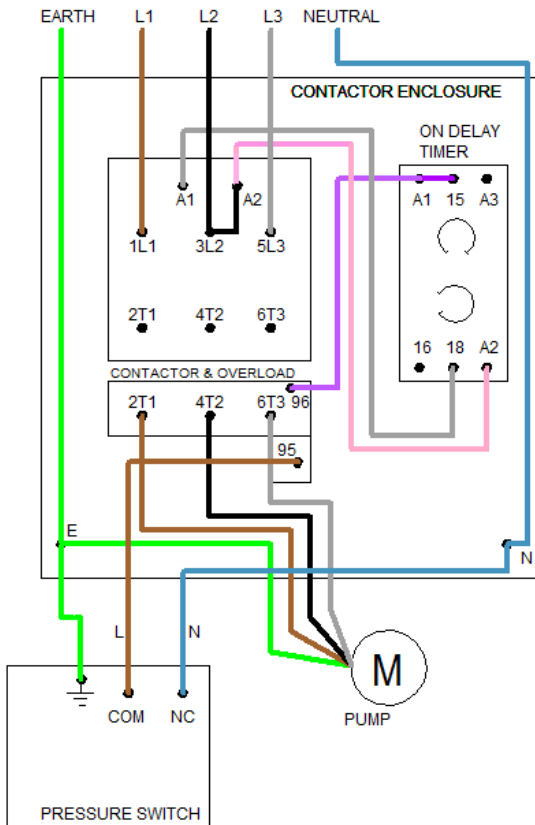 EARTH L1 L2 L3 NEUTRAL
CONTACTOR ENCLOSURE
ON DELAY
TIMER
A1 A2
A1 15 A3
1L1 3L2 5L3
2T1 4T2 6T3
16 18 A2
CONTACTOR & OVERLOAD
2T1 4T2 6T3 96
95
E
N
L N
M
COM NC
PUMP
PRESSURE SWITCH